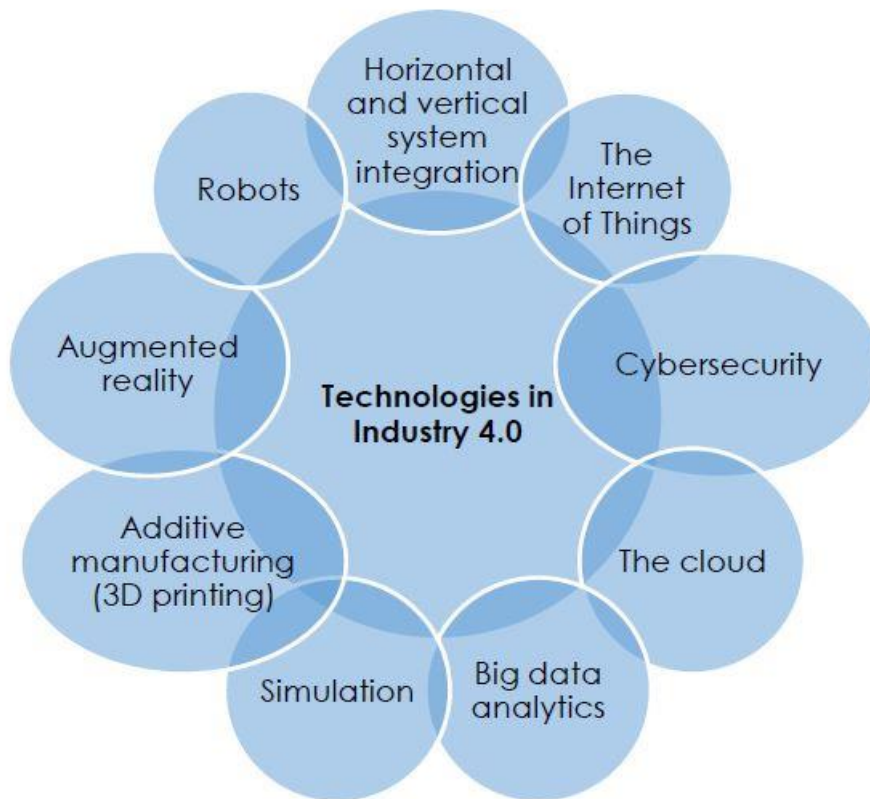 Horizontal
and vertical
system
integration
The
Internet
of Things
Cybersecurity
The cloud
Big data
analytics
Simulation
Additive
manufacturing
(3D printing)
Augmented
reality
Robots
Technologies in
Industry 4.0